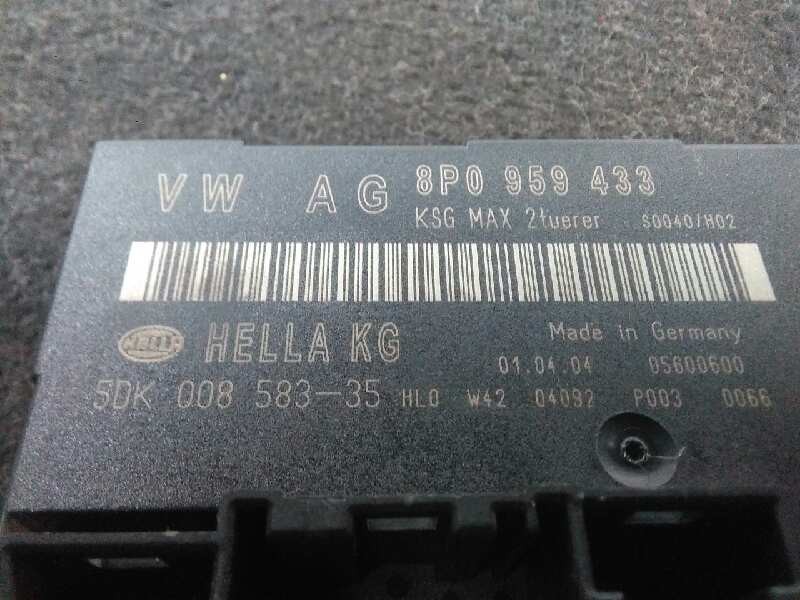 VW AG 8P0 959 433
KSG MAX 2tuerer S0040/H02
HELLA HELLA KG Made in Germany
01.04.04 05600600
5DK 008 583-35 HL0 W42 04092 P003 0066